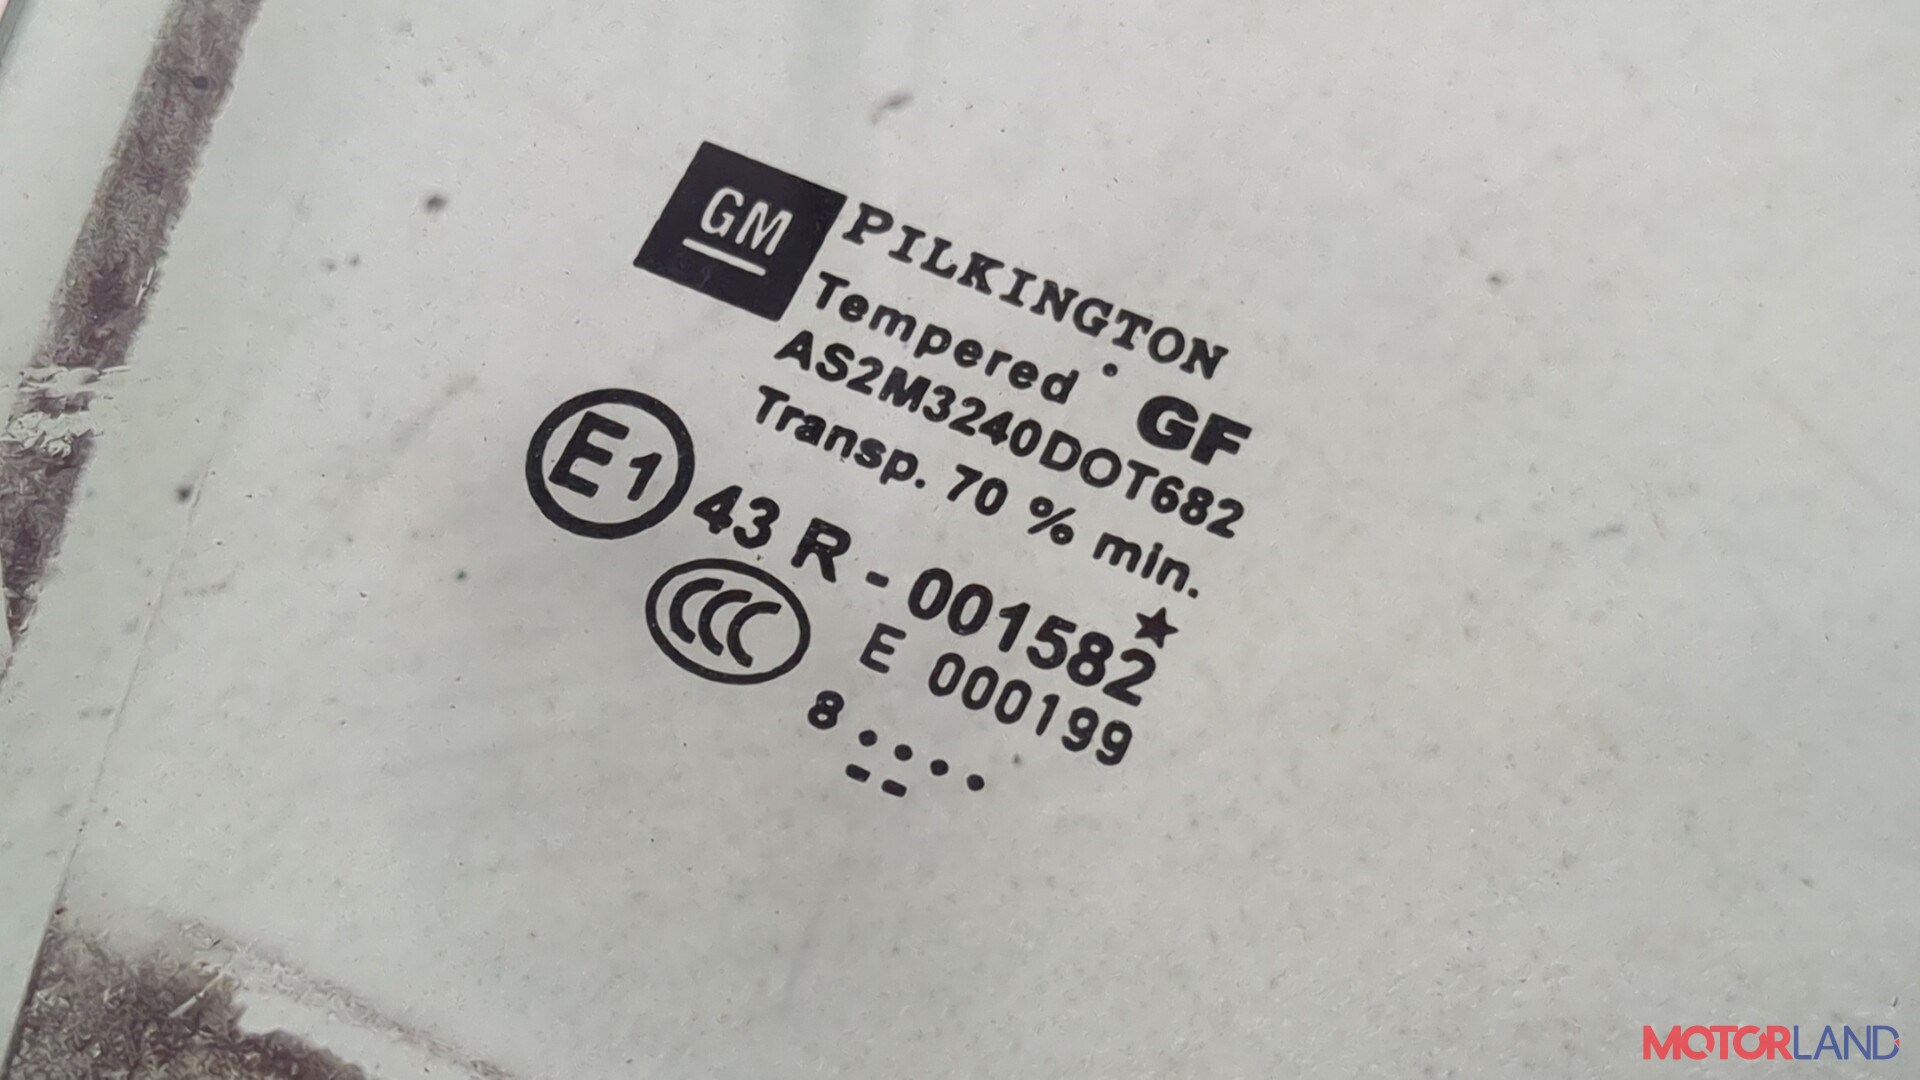 GM PILKINGTON
Tempered GF
AS2M3240DOT682
Transp. 70 % min.
E1 43 R - 001582
CCC E 000199
8 . . . .
MOTORLAND